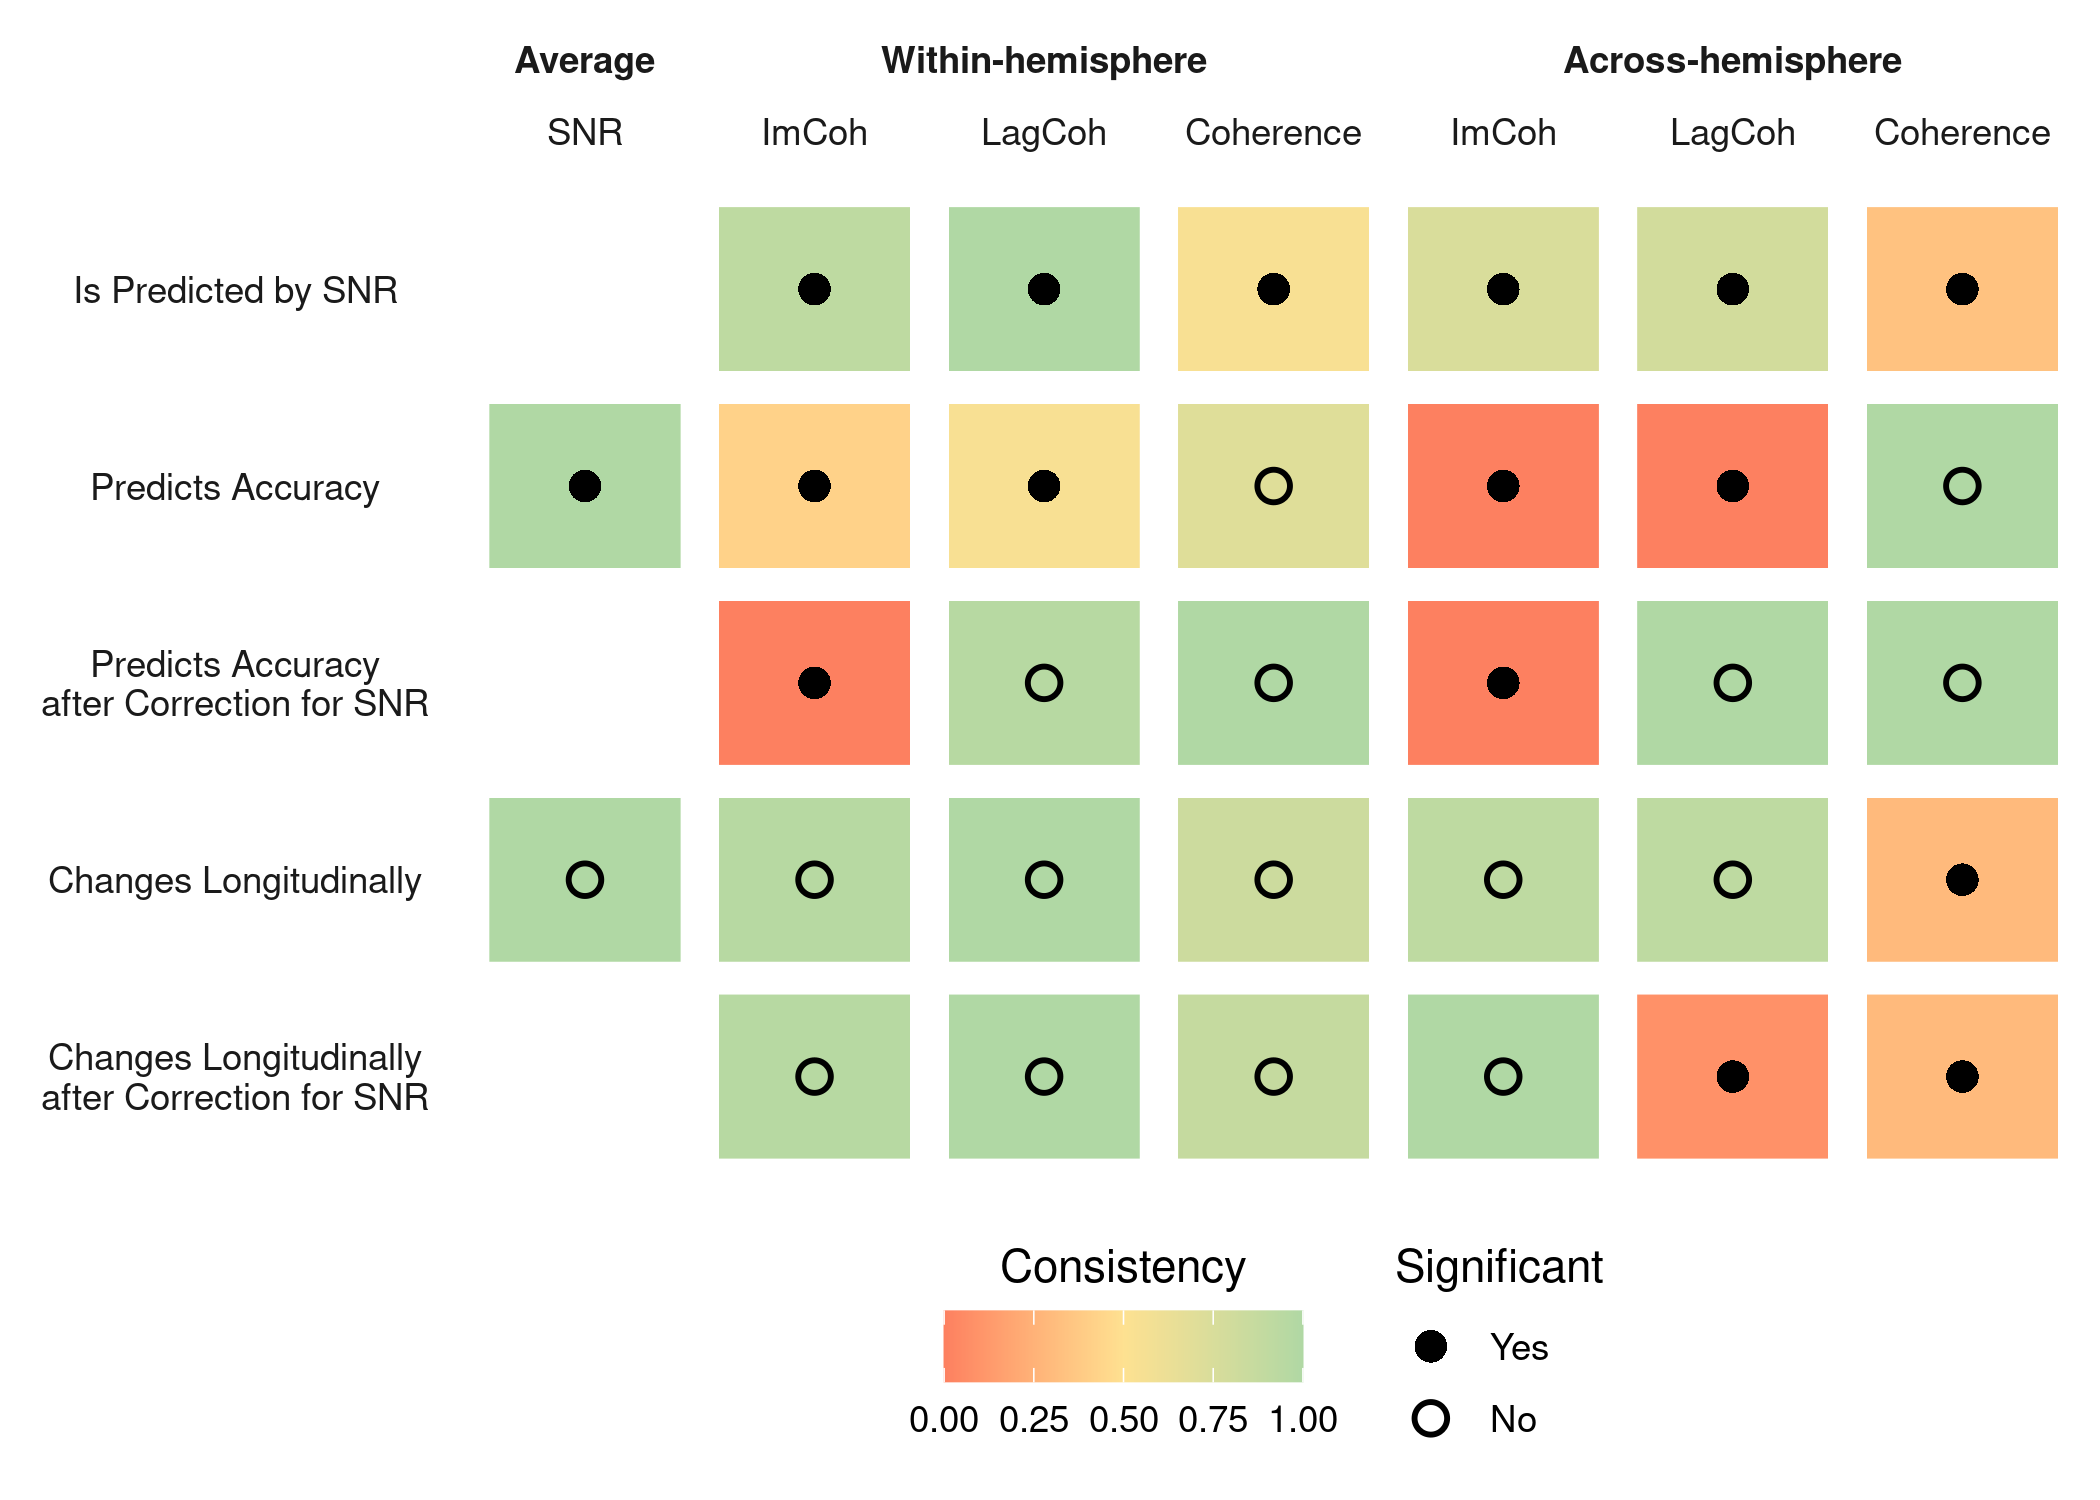 Average Within-hemisphere Across-hemisphere
SNR ImCoh LagCoh Coherence ImCoh LagCoh Coherence
Is Predicted by SNR
Predicts Accuracy
Predicts Accuracy
after Correction for SNR
Changes Longitudinally
Changes Longitudinally
after Correction for SNR
Consistency
0.00 0.25 0.50 0.75 1.00
Significant
Yes
No